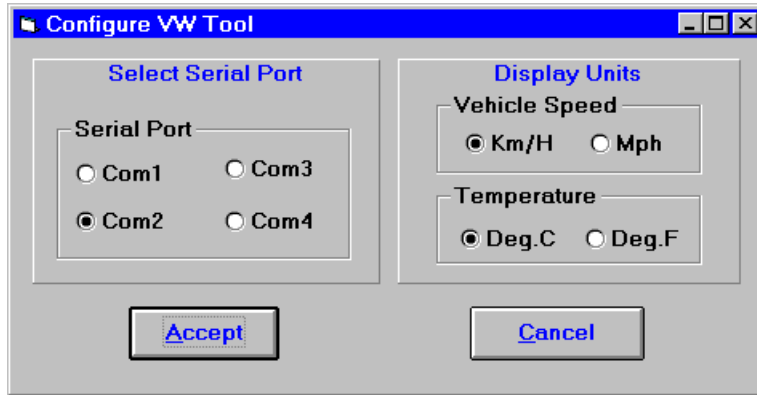 Configure VW Tool
Select Serial Port
Serial Port
Com1
Com3
Com2
Com4
Display Units
Vehicle Speed
Km/H
Mph
Temperature
Deg.C
Deg.F
Accept
Cancel